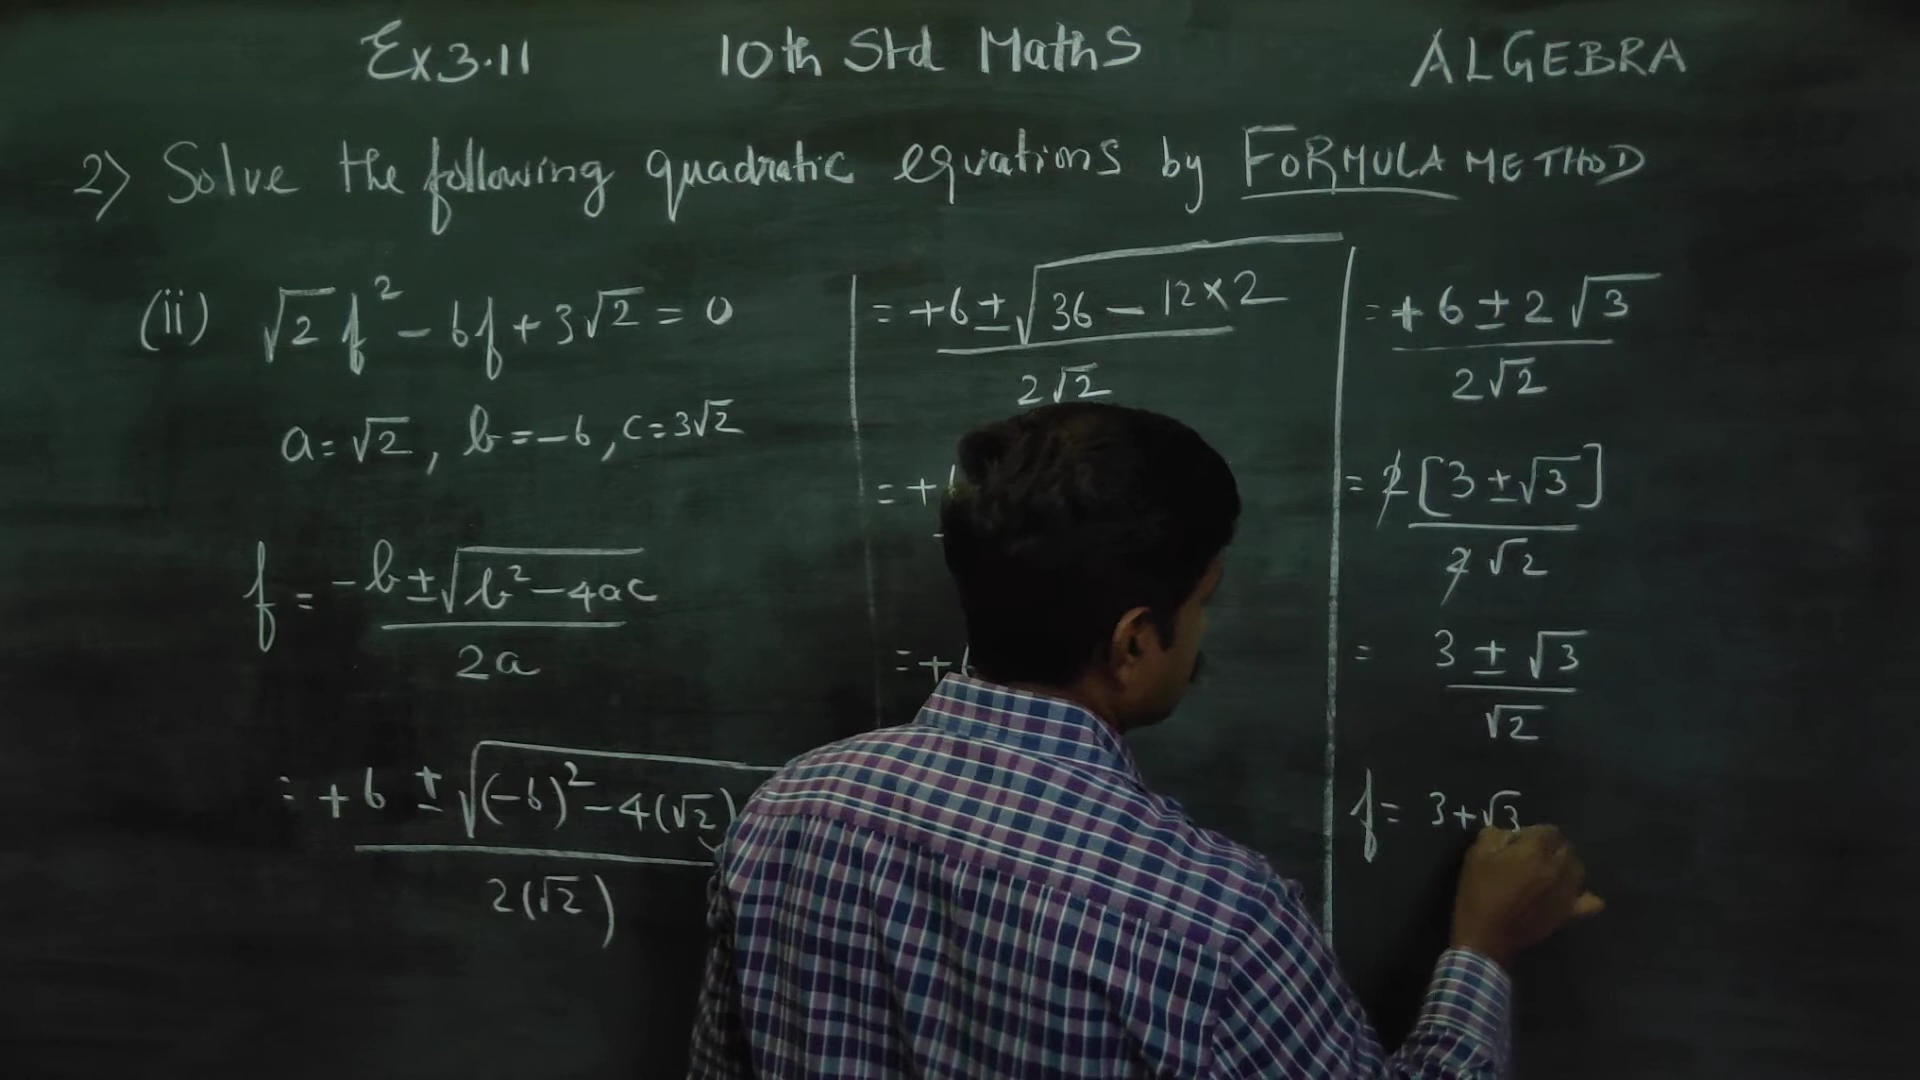 Ex 3.11 10th Std Maths ALGEBRA
2) Solve the following quadratic equations by FORMULA METHOD
(ii) √2 f² - 6f + 3√2 = 0
a = √2, b = -6, c = 3√2
f = -b ± √b² - 4ac
2a
= +6 ± √(-6)² - 4(√2)
2(√2)
= +6 ± √36 - 12 × 2
2√2
= +
= +
= +6 ± 2√3
2√2
= 2[3 ± √3]
2√2
= 3 ± √3
√2
f = 3 + √3